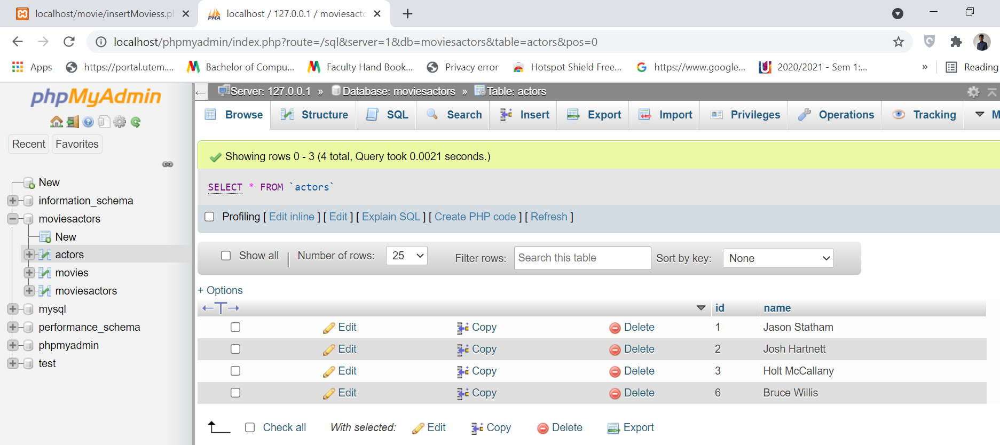 localhost/movie/insertMoviess.ph
localhost / 127.0.0.1 / moviesacto
localhost/phpmyadmin/index.php?route=/sql&server=1&db=moviesactors&table=actors&pos=0
Apps https://portal.utem.... Bachelor of Compu... Faculty Hand Book... Privacy error Hotspot Shield Free... https://www.google... 2020/2021 - Sem 1:... » Reading
phpMyAdmin
Recent Favorites
New
information_schema
moviesactors
New
actors
movies
moviesactors
mysql
performance_schema
phpmyadmin
test
Server: 127.0.0.1 » Database: moviesactors » Table: actors
Browse Structure SQL Search Insert Export Import Privileges Operations Tracking M
Showing rows 0 - 3 (4 total, Query took 0.0021 seconds.)
SELECT * FROM `actors`
Profiling [ Edit inline ] [ Edit ] [ Explain SQL ] [ Create PHP code ] [ Refresh ]
Show all | Number of rows: 25 Filter rows: Search this table Sort by key: None
+ Options
←T→ id name
Edit Copy Delete 1 Jason Statham
Edit Copy Delete 2 Josh Hartnett
Edit Copy Delete 3 Holt McCallany
Edit Copy Delete 6 Bruce Willis
Check all With selected: Edit Copy Delete Export